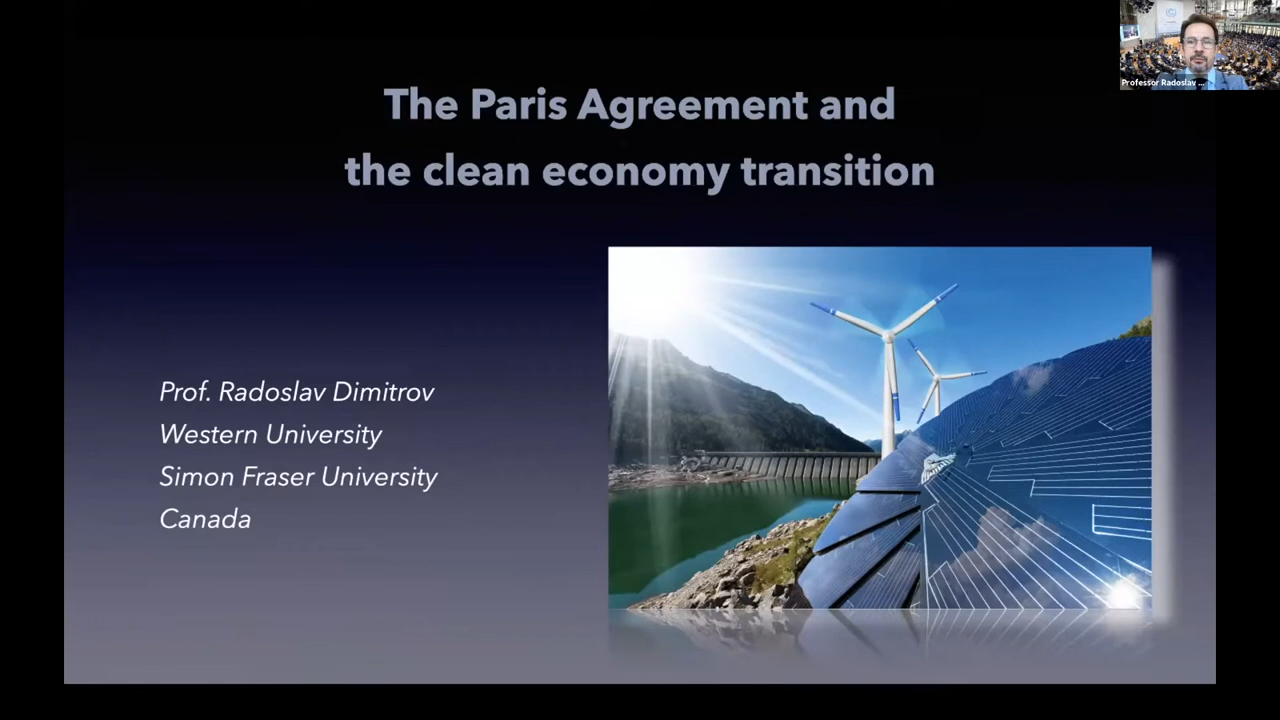 The Paris Agreement and
the clean economy transition
Prof. Radoslav Dimitrov
Western University
Simon Fraser University
Canada
Professor Radoslav ...